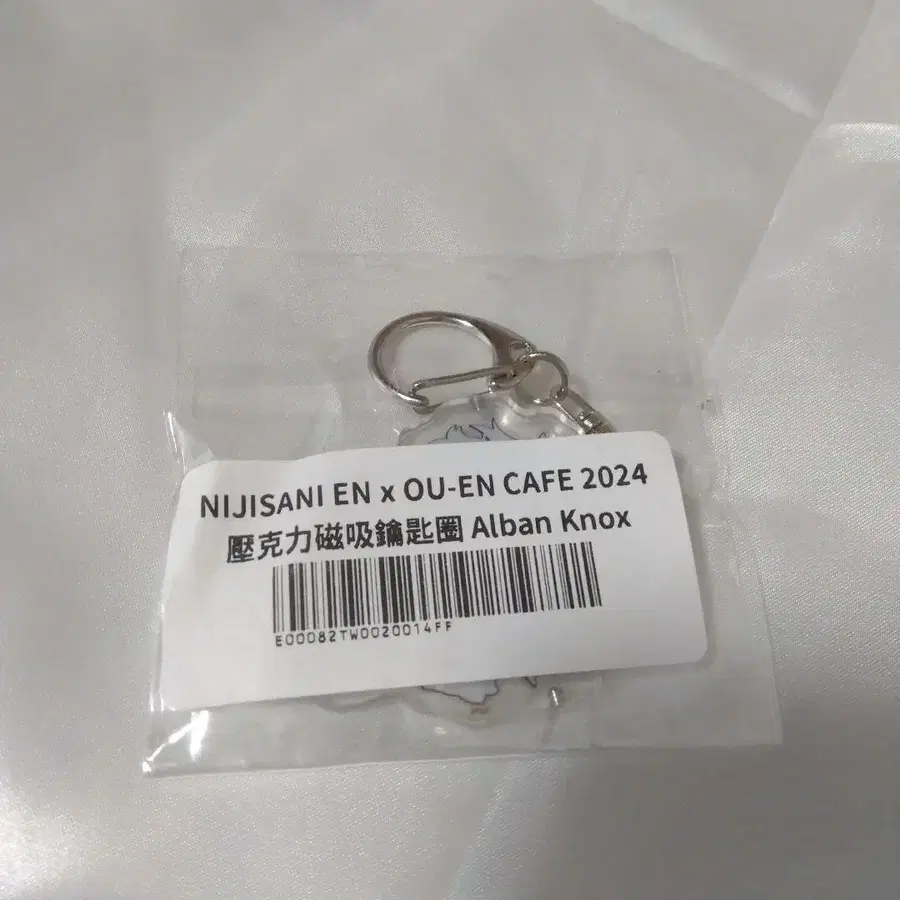 NIJISANI EN x OU-EN CAFE 2024
壓克力磁吸鑰匙圈 Alban Knox
E00082TW0020014FF